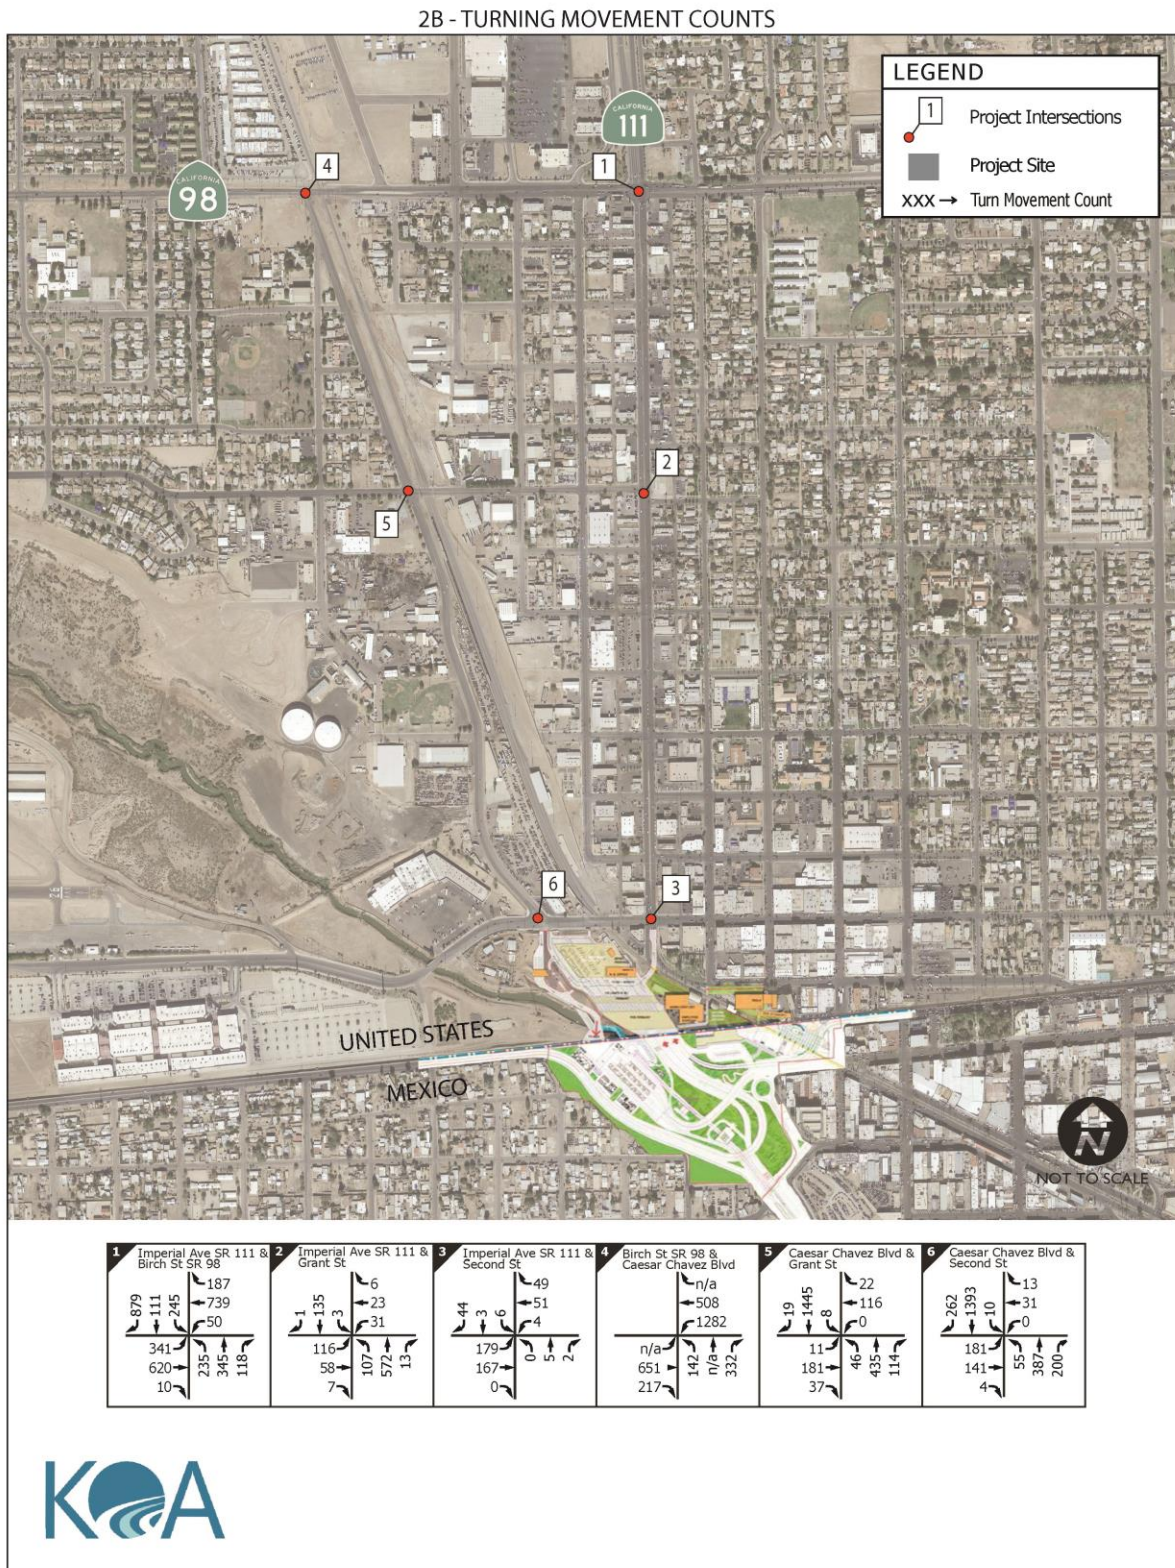 2B - TURNING MOVEMENT COUNTS
LEGEND
1 Project Intersections
Project Site
XXX → Turn Movement Count
CALIFORNIA
111
CALIFORNIA
98
4
1
2
5
6
3
UNITED STATES
MEXICO
N
NOT TO SCALE
1 Imperial Ave SR 111 &
Birch St SR 98
879 111 245
187
739
50
341
620
10
235 345 118
2 Imperial Ave SR 111 &
Grant St
1 135 3
6
23
31
116
58
7
107 572 13
3 Imperial Ave SR 111 &
Second St
44 3 6
49
51
4
179
167
0
0 5 2
4 Birch St SR 98 &
Caesar Chavez Blvd
n/a
508
1282
n/a
651
217
142 n/a 332
5 Caesar Chavez Blvd &
Grant St
19 1445 8
22
116
0
11
181
37
46 435 114
6 Caesar Chavez Blvd &
Second St
262 1393 10
13
31
0
181
141
4
55 387 200
KOA